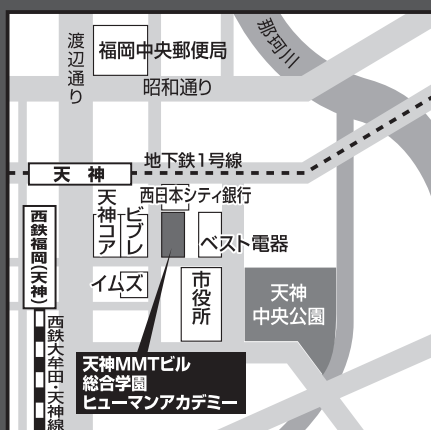 渡辺通り
福岡中央郵便局
那珂川
昭和通り
地下鉄1号線
天神
西日本シティ銀行
天神コア
ビブレ
ベスト電器
西鉄福岡(天神)
イムズ
市役所
天神
中央公園
西鉄大牟田・天神線
天神MMTビル
総合学園
ヒューマンアカデミー